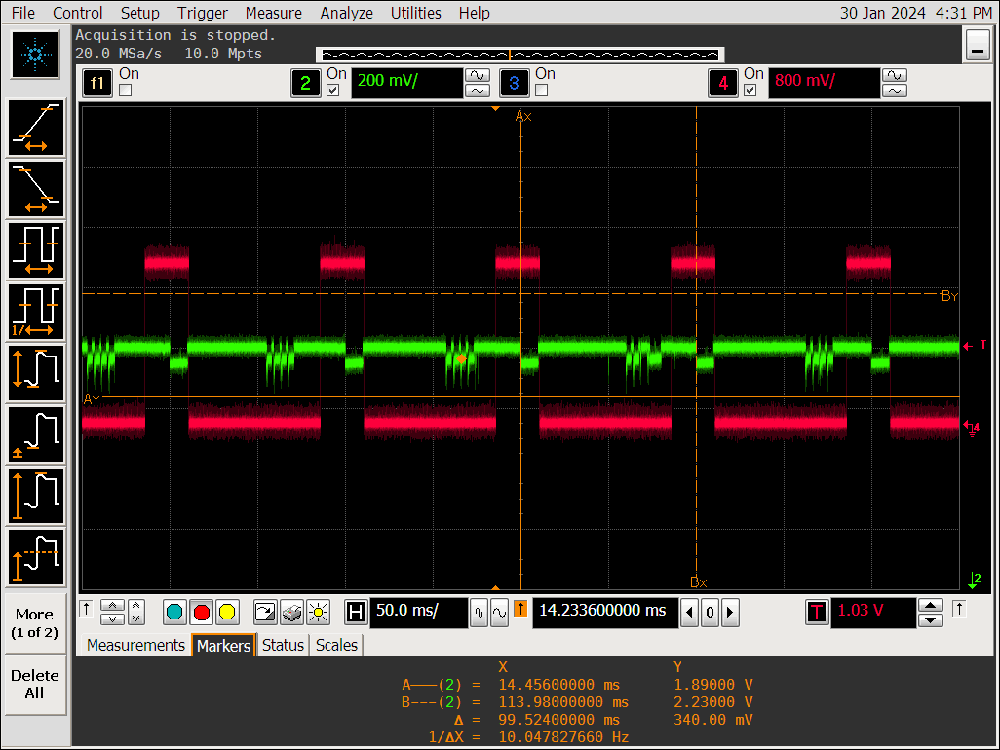 File Control Setup Trigger Measure Analyze Utilities Help 30 Jan 2024 4:31 PM
Acquisition is stopped.
20.0 MSa/s 10.0 Mpts
f1 On 2 On 200 mV/ 3 On 4 On 800 mV/
Ax
By
T
Ay
4
1/
2
Bx
More
(1 of 2)
H 50.0 ms/ 14.233600000 ms 0 T 1.03 V
Measurements Markers Status Scales
Delete
All
X Y
A───(2) = 14.45600000 ms 1.89000 V
B---(2) = 113.98000000 ms 2.23000 V
Δ = 99.52400000 ms 340.00 mV
1/ΔX = 10.047827660 Hz